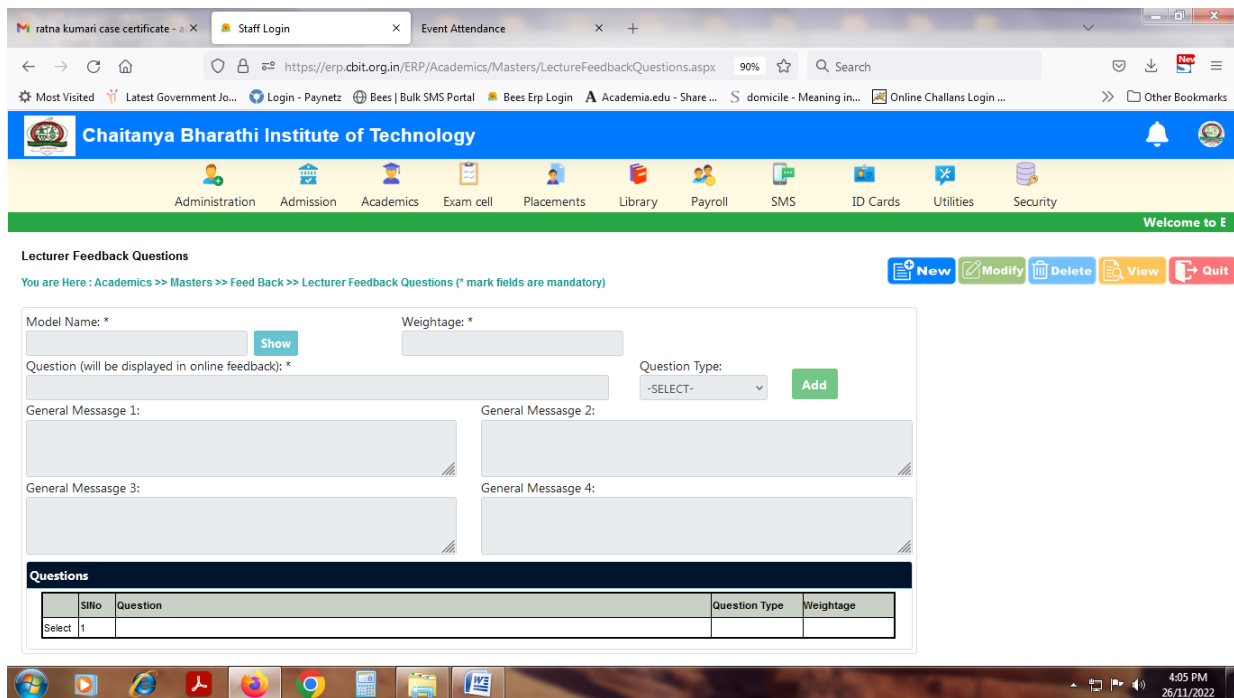 ratna kumari case certificate - a
Staff Login
Event Attendance
https://erp.cbit.org.in/ERP/Academics/Masters/LectureFeedbackQuestions.aspx
90%
Search
New
Most Visited
Latest Government Jo...
Login - Paynetz
Bees | Bulk SMS Portal
Bees Erp Login
Academia.edu - Share ...
domicile - Meaning in...
Online Challans Login ...
Other Bookmarks
Chaitanya Bharathi Institute of Technology
Administration
Admission
Academics
Exam cell
Placements
Library
Payroll
SMS
ID Cards
Utilities
Security
Welcome to E
Lecturer Feedback Questions
You are Here : Academics >> Masters >> Feed Back >> Lecturer Feedback Questions (* mark fields are mandatory)
New
Modify
Delete
View
Quit
Model Name: *
Weightage: *
Show
Question (will be displayed in online feedback): *
Question Type:
-SELECT-
Add
General Messasge 1:
General Messasge 2:
General Messasge 3:
General Messasge 4:
Questions
SlNo Question Question Type Weightage
Select 1
4:05 PM
26/11/2022